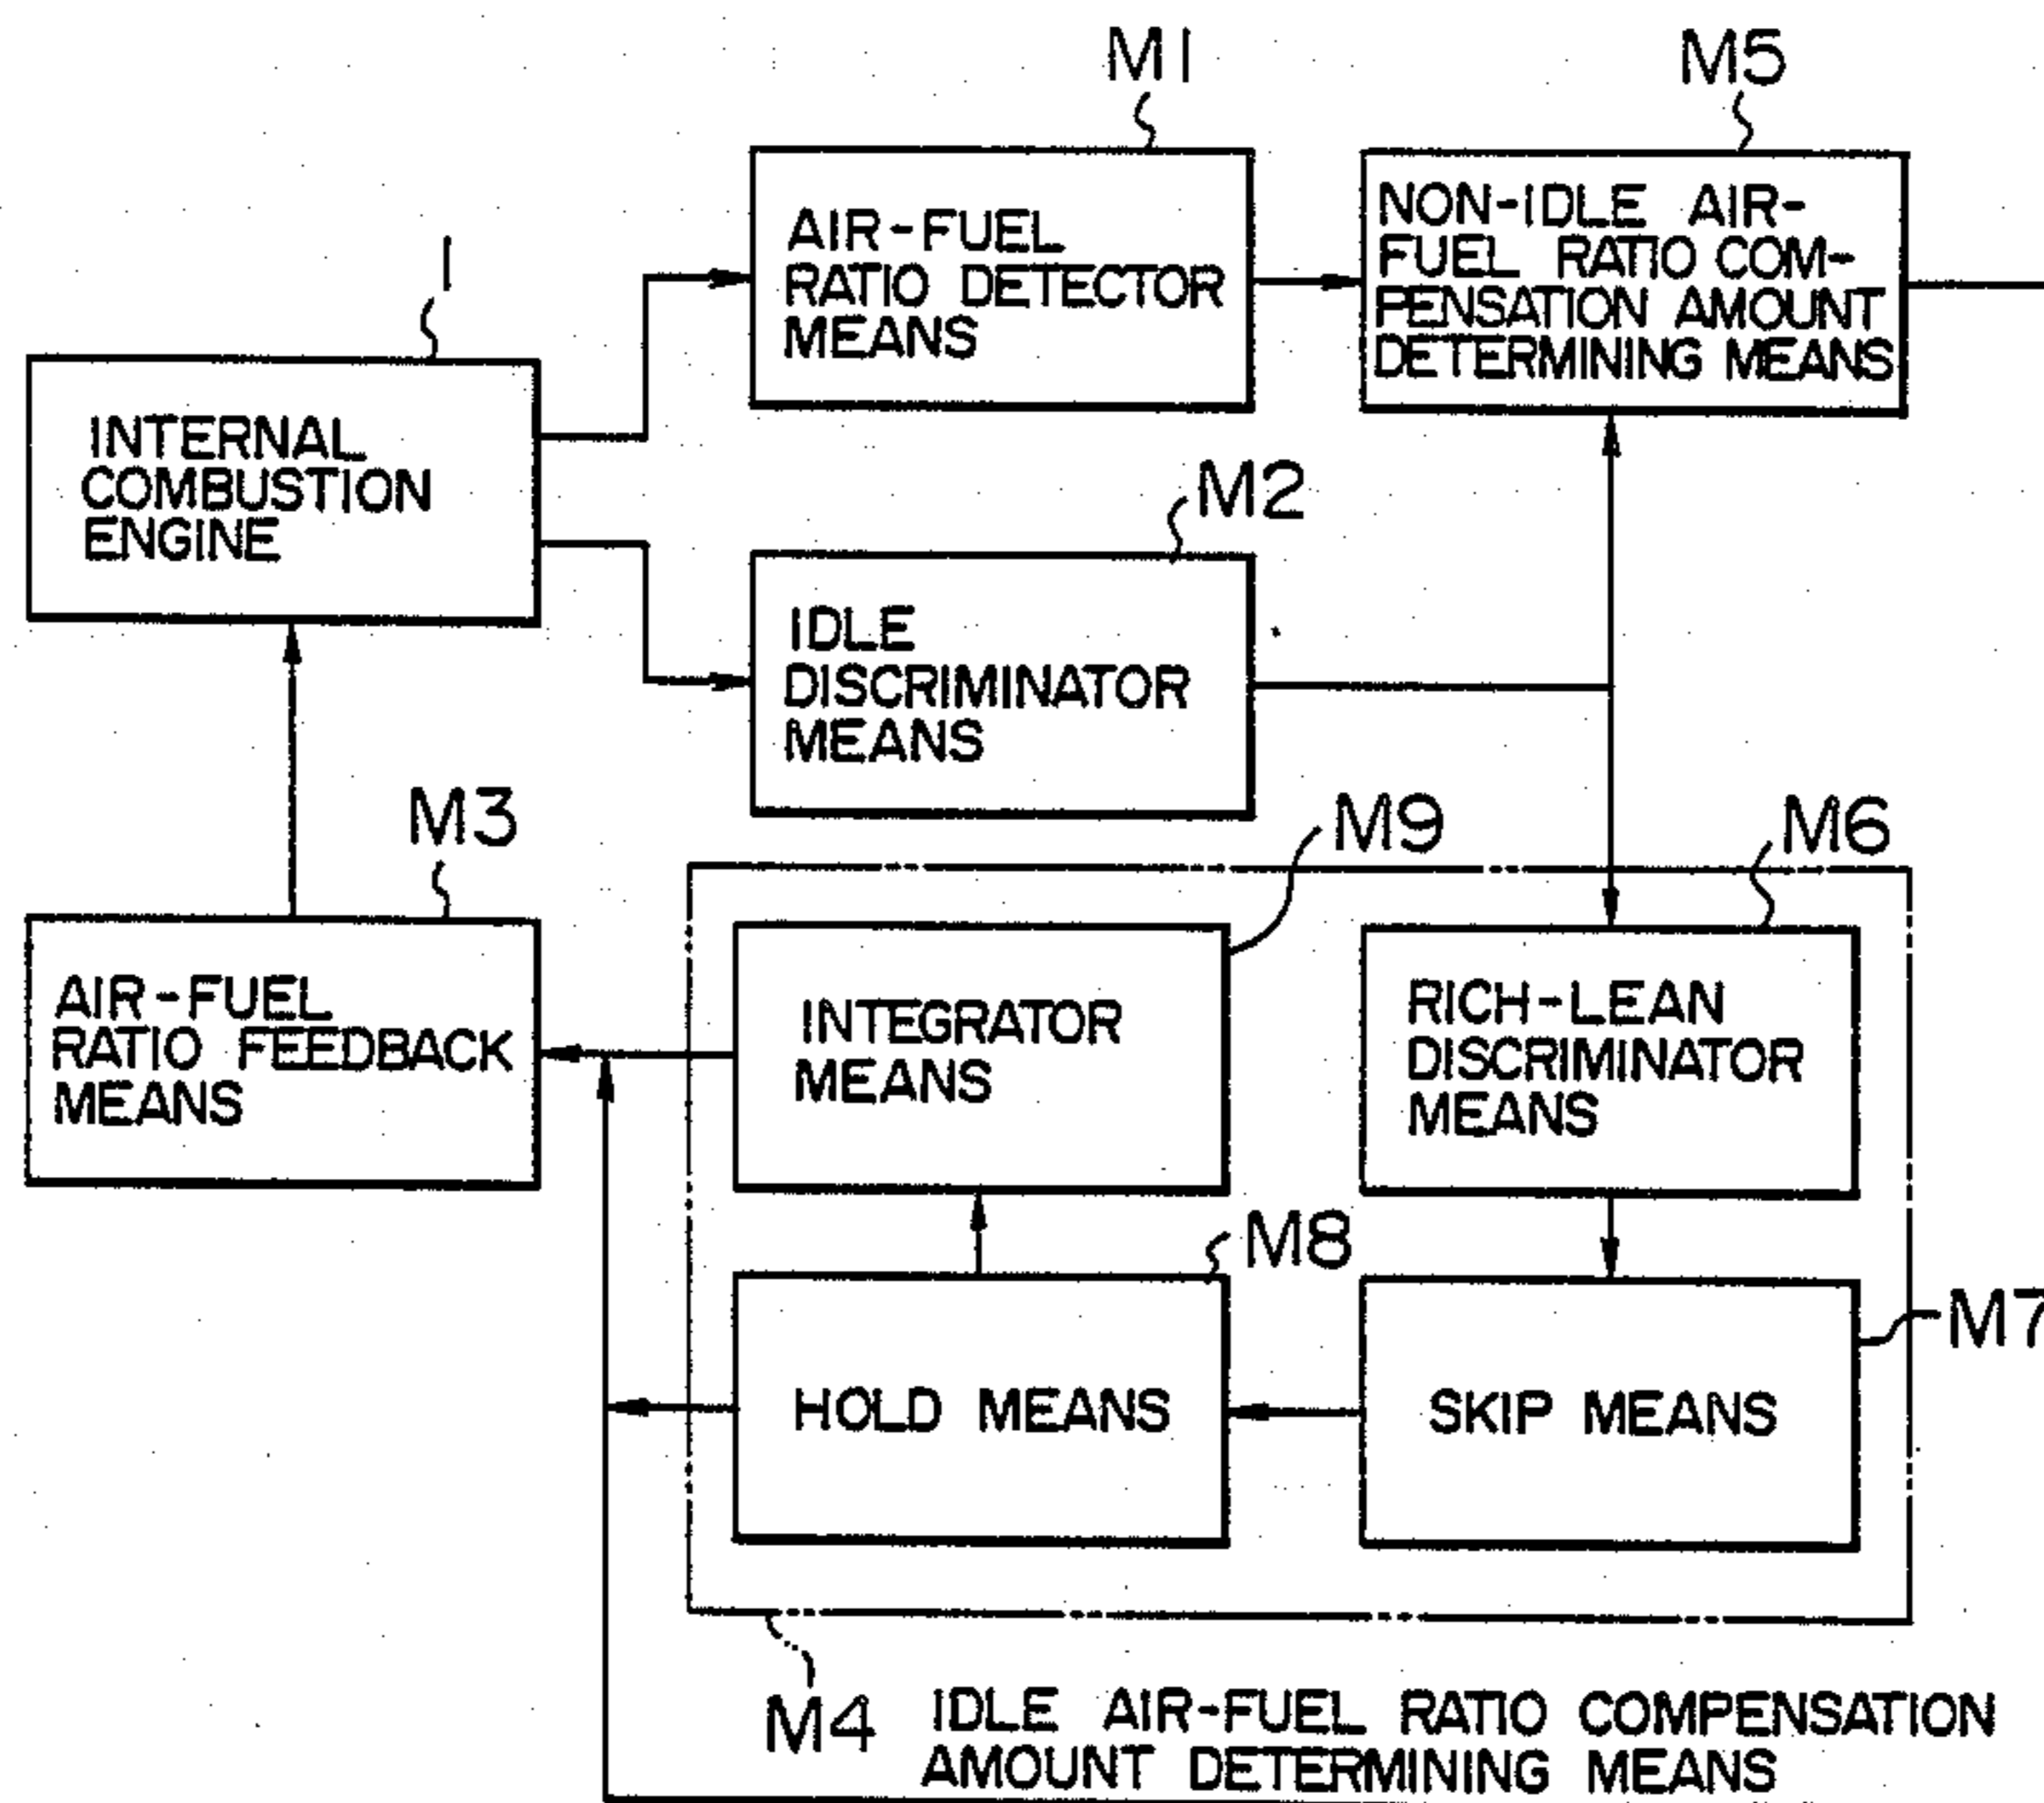 M1
M5
1
AIR-FUEL
RATIO DETECTOR
MEANS
NON-IDLE AIR-
FUEL RATIO COM-
PENSATION AMOUNT
DETERMINING MEANS
INTERNAL
COMBUSTION
ENGINE
M2
IDLE
DISCRIMINATOR
MEANS
M3
M9
M6
AIR-FUEL
RATIO FEEDBACK
MEANS
INTEGRATOR
MEANS
RICH-LEAN
DISCRIMINATOR
MEANS
M8
M7
HOLD MEANS
SKIP MEANS
M4
IDLE AIR-FUEL RATIO COMPENSATION
AMOUNT DETERMINING MEANS